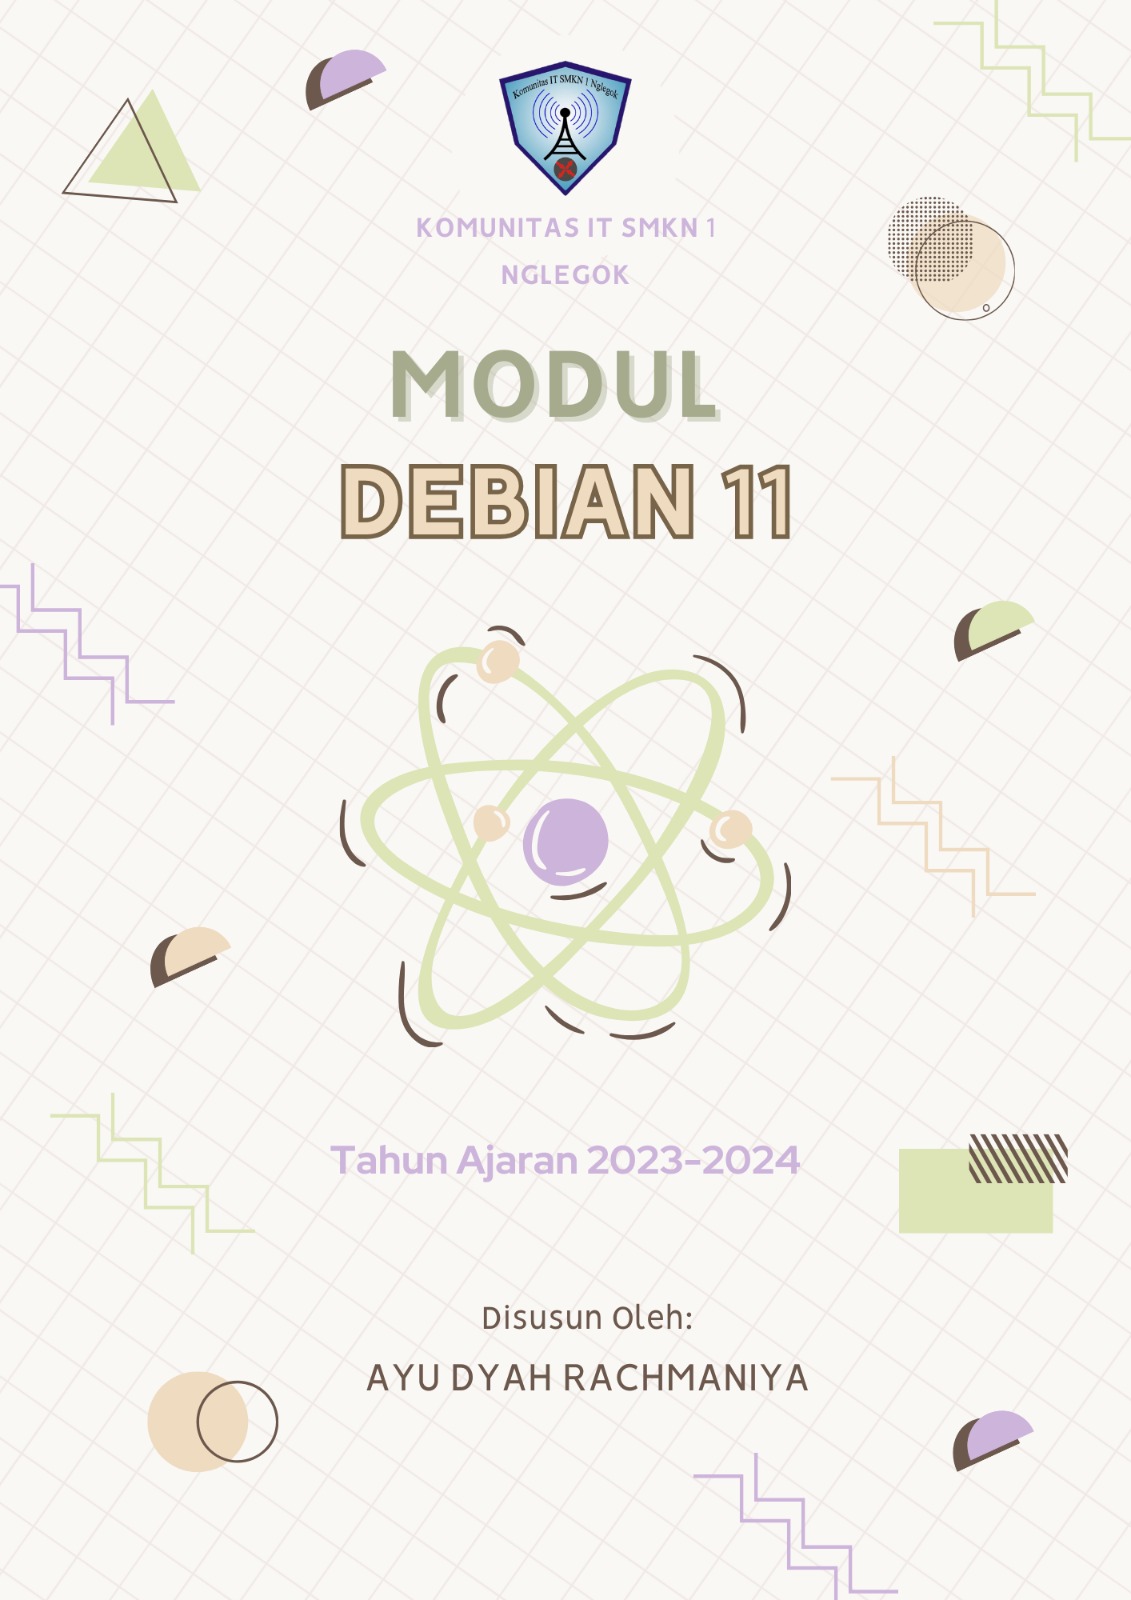 Komunitas IT SMKN 1 Nglegok
KOMUNITAS IT SMKN 1
NGLEGOK
MODUL
DEBIAN 11
Tahun Ajaran 2023-2024
Disusun Oleh:
AYU DYAH RACHMANIYA